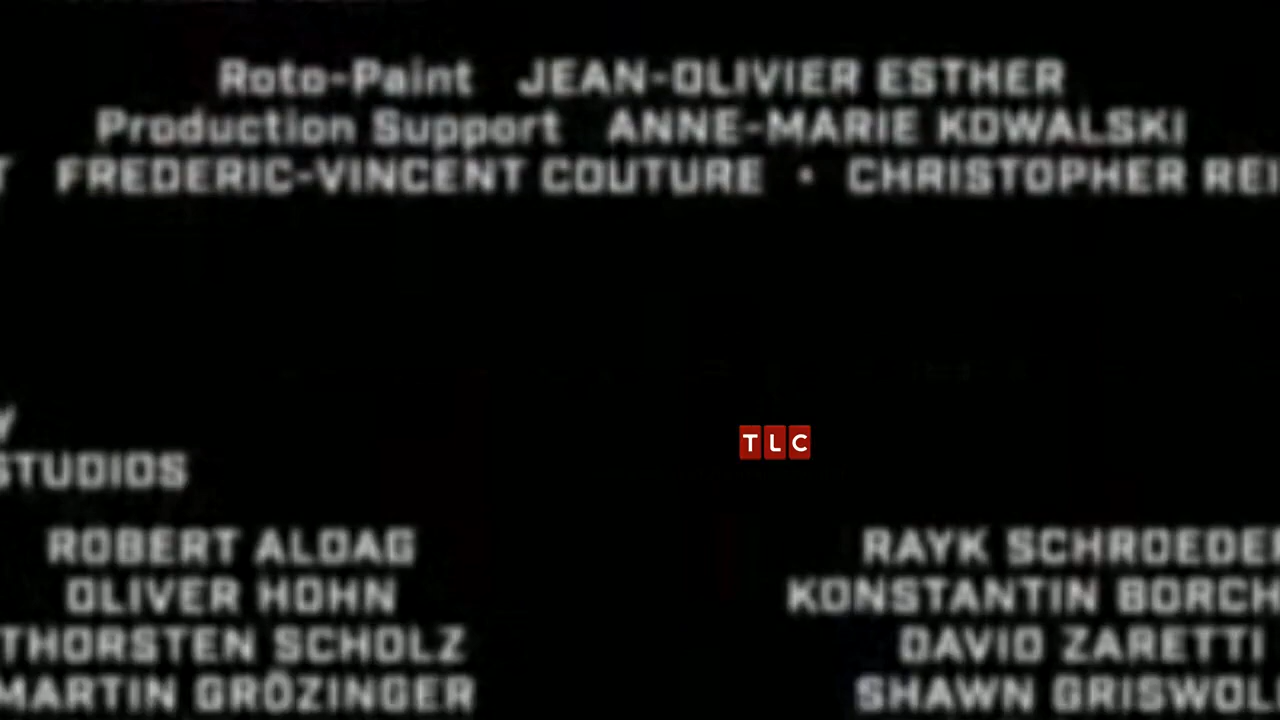 Roto-Paint JEAN-OLIVIER ESTHER
Production Support ANNE-MARIE KOWALSKI
FREDERIC-VINCENT COUTURE • CHRISTOPHER
TLC
STUDIOS
ROBERT ALDAG
RAYK
OLIVER HOHN
KONSTANTIN
THORSTEN SCHOLZ
DAVID ZARETTI
MARTIN GRÖZINGER
SHAWN